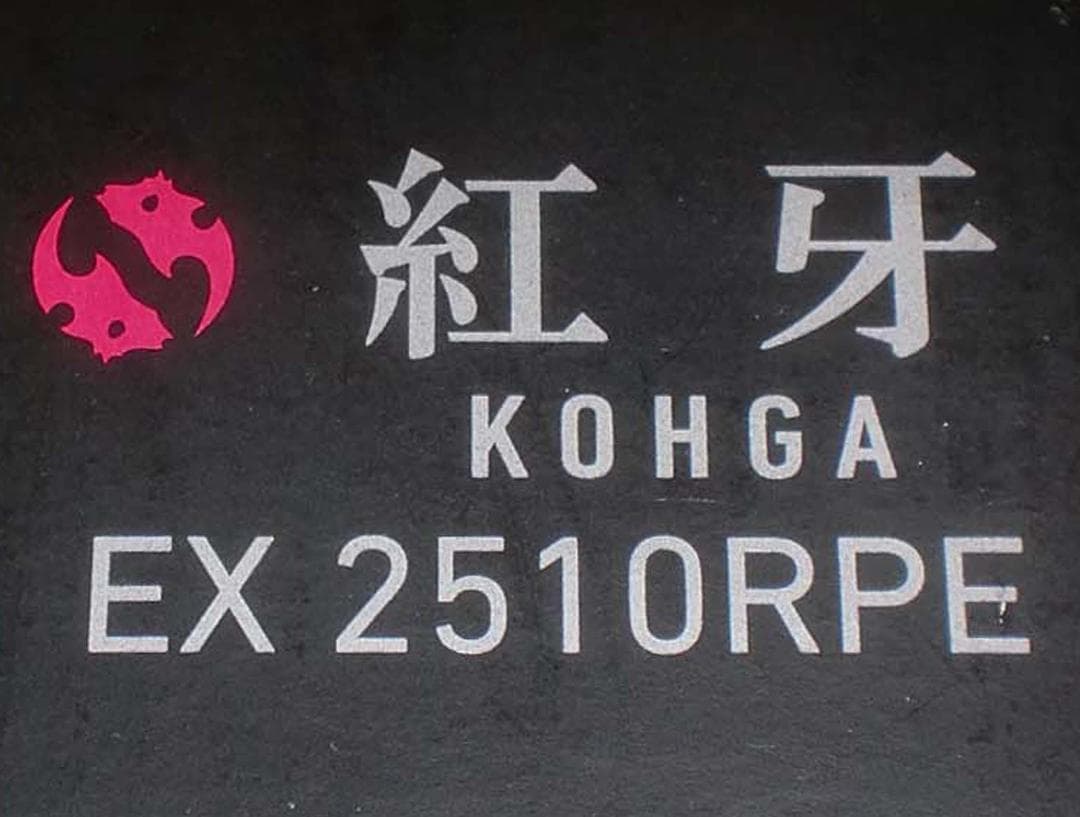 紅牙
KOHGA
EX 2510RPE